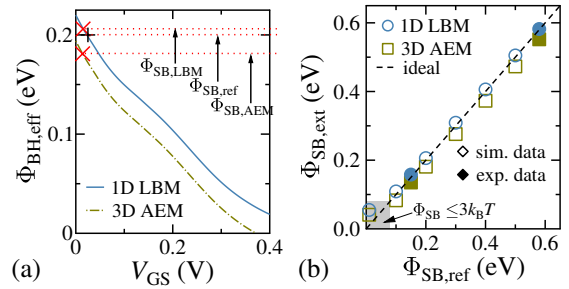 0.2
0.1
0
Φ_BH,eff (eV)
Φ_SB,LBM
Φ_SB,ref
Φ_SB,AEM
1D LBM
3D AEM
0 0.2 0.4
V_GS (V)
(a)
0.6
0.4
0.2
0.0
Φ_SB,ext (eV)
1D LBM
3D AEM
ideal
sim. data
exp. data
Φ_SB ≤3k_BT
0.0 0.2 0.4 0.6
Φ_SB,ref (eV)
(b)